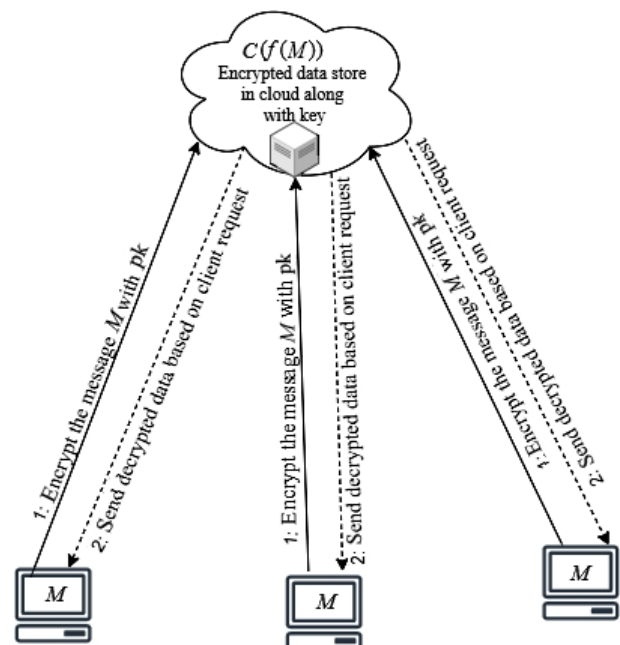 C(f(M))
Encrypted data store
in cloud along
with key
1: Encrypt the message M with pk
2: Send decrypted data based on client request
1: Encrypt the message M with pk
2: Send decrypted data based on client request
1: Encrypt the message M with pk
2: Send decrypted data based on client request
M
M
M